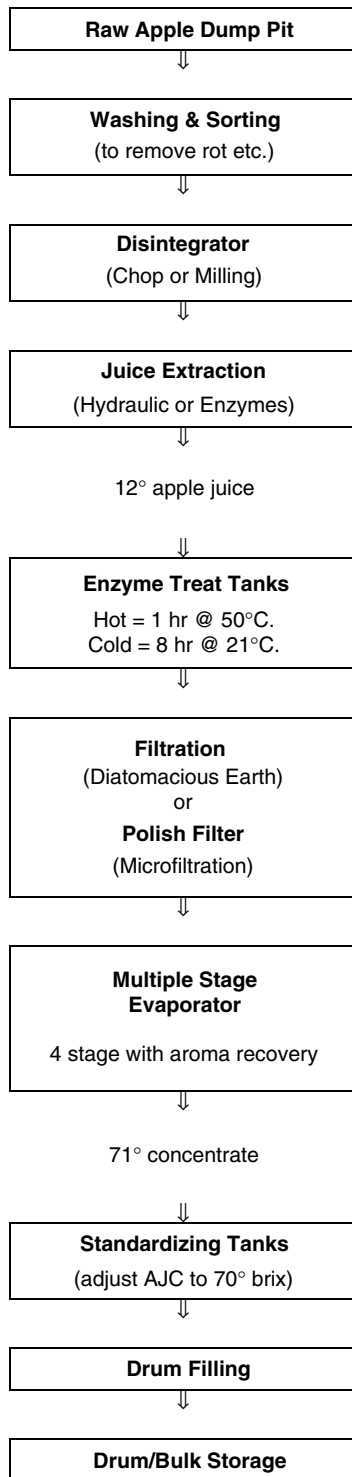 Raw Apple Dump Pit
⇓
Washing & Sorting
(to remove rot etc.)
⇓
Disintegrator
(Chop or Milling)
⇓
Juice Extraction
(Hydraulic or Enzymes)
⇓
12° apple juice
⇓
Enzyme Treat Tanks
Hot = 1 hr @ 50°C.
Cold = 8 hr @ 21°C.
⇓
Filtration
(Diatomacious Earth)
or
Polish Filter
(Microfiltration)
⇓
Multiple Stage
Evaporator
4 stage with aroma recovery
⇓
71° concentrate
⇓
Standardizing Tanks
(adjust AJC to 70° brix)
⇓
Drum Filling
⇓
Drum/Bulk Storage